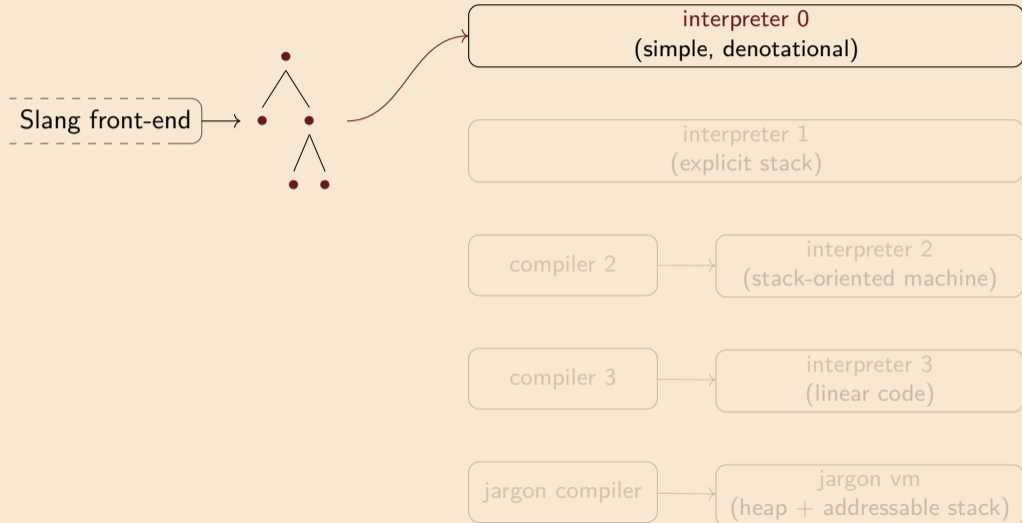 interpreter 0
(simple, denotational)
Slang front-end
interpreter 1
(explicit stack)
compiler 2
interpreter 2
(stack-oriented machine)
compiler 3
interpreter 3
(linear code)
jargon compiler
jargon vm
(heap + addressable stack)